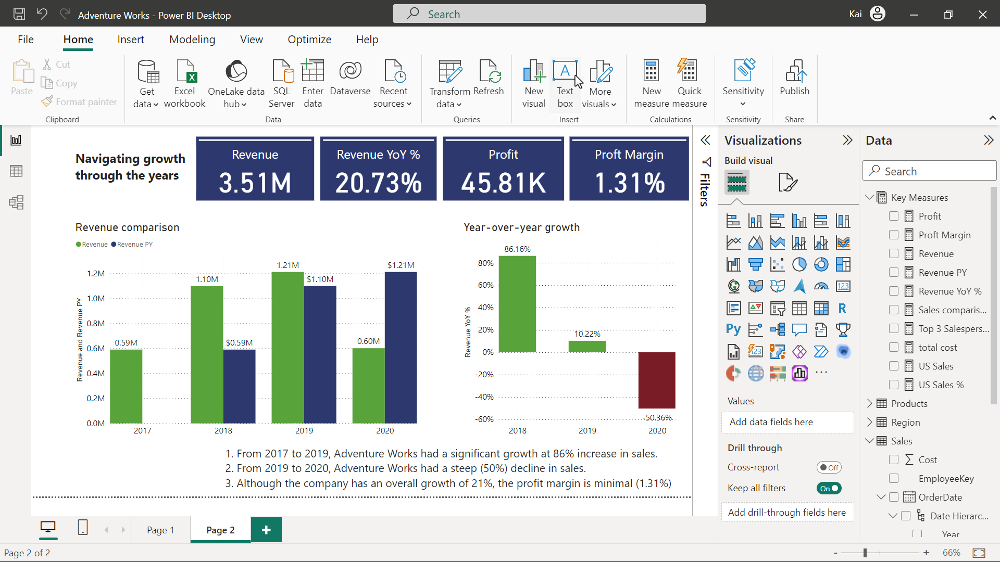 Adventure Works - Power BI Desktop
Search
Kai
File Home Insert Modeling View Optimize Help
Paste
Cut
Copy
Format painter
Clipboard
Get data
Excel workbook
OneLake data hub
SQL Server
Enter data
Dataverse
Recent sources
Data
Transform data
Refresh
Queries
New visual
A
Text box
More visuals
Insert
New measure
Quick measure
Calculations
Sensitivity
Sensitivity
Publish
Share
Navigating growth
through the years
Revenue
3.51M
Revenue YoY %
20.73%
Profit
45.81K
Proft Margin
1.31%
Revenue comparison
Revenue Revenue PY
Revenue and Revenue PY
1.2M
1.0M
0.8M
0.6M
0.4M
0.2M
0.0M
0.59M
1.10M
$0.59M
1.21M
$1.10M
0.60M
$1.21M
2017 2018 2019 2020
Year-over-year growth
Revenue YoY %
80%
60%
40%
20%
0%
-20%
-40%
-60%
86.16%
10.22%
-50.36%
2018 2019 2020
1. From 2017 to 2019, Adventure Works had a significant growth at 86% increase in sales.
2. From 2019 to 2020, Adventure Works had a steep (50%) decline in sales.
3. Although the company has an overall growth of 21%, the profit margin is minimal (1.31%)
Filters
Visualizations
Build visual
123
R
Py
123
Values
Add data fields here
Drill through
Cross-report Off
Keep all filters On
Add drill-through fields here
Data
Search
Key Measures
Profit
Proft Margin
Revenue
Revenue PY
Revenue YoY %
Sales comparis...
Top 3 Salespers...
total cost
US Sales
US Sales %
Products
Region
Sales
Cost
EmployeeKey
OrderDate
Date Hierarc...
Year
Page 1
Page 2
Page 2 of 2
- + 66%